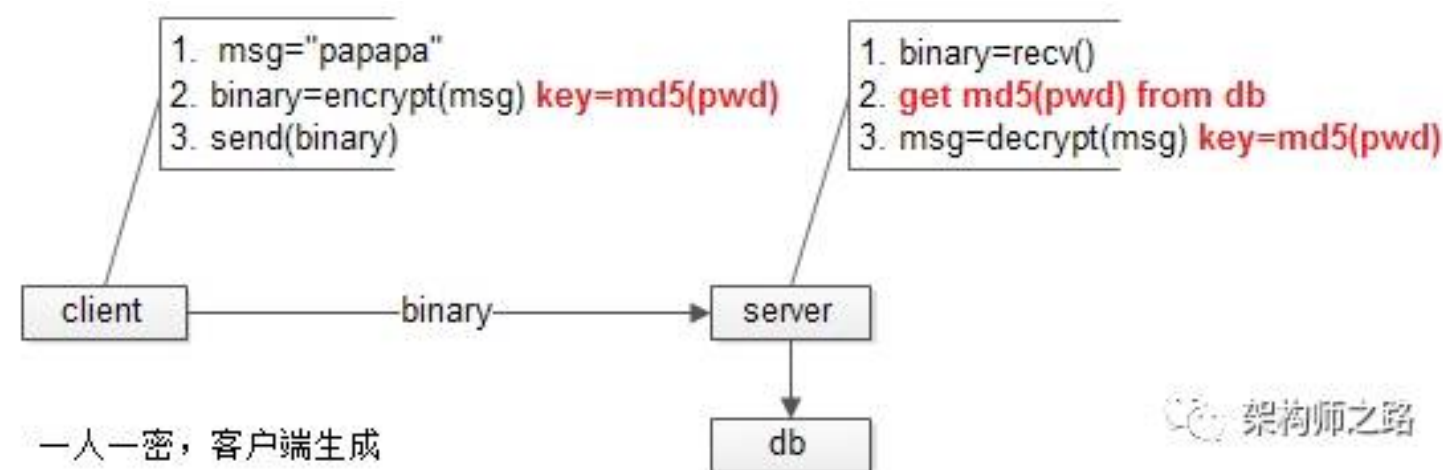 1. msg="papapa"
2. binary=encrypt(msg) key=md5(pwd)
3. send(binary)
1. binary=recv()
2. get md5(pwd) from db
3. msg=decrypt(msg) key=md5(pwd)
client
binary
server
db
一人一密，客户端生成
架构师之路